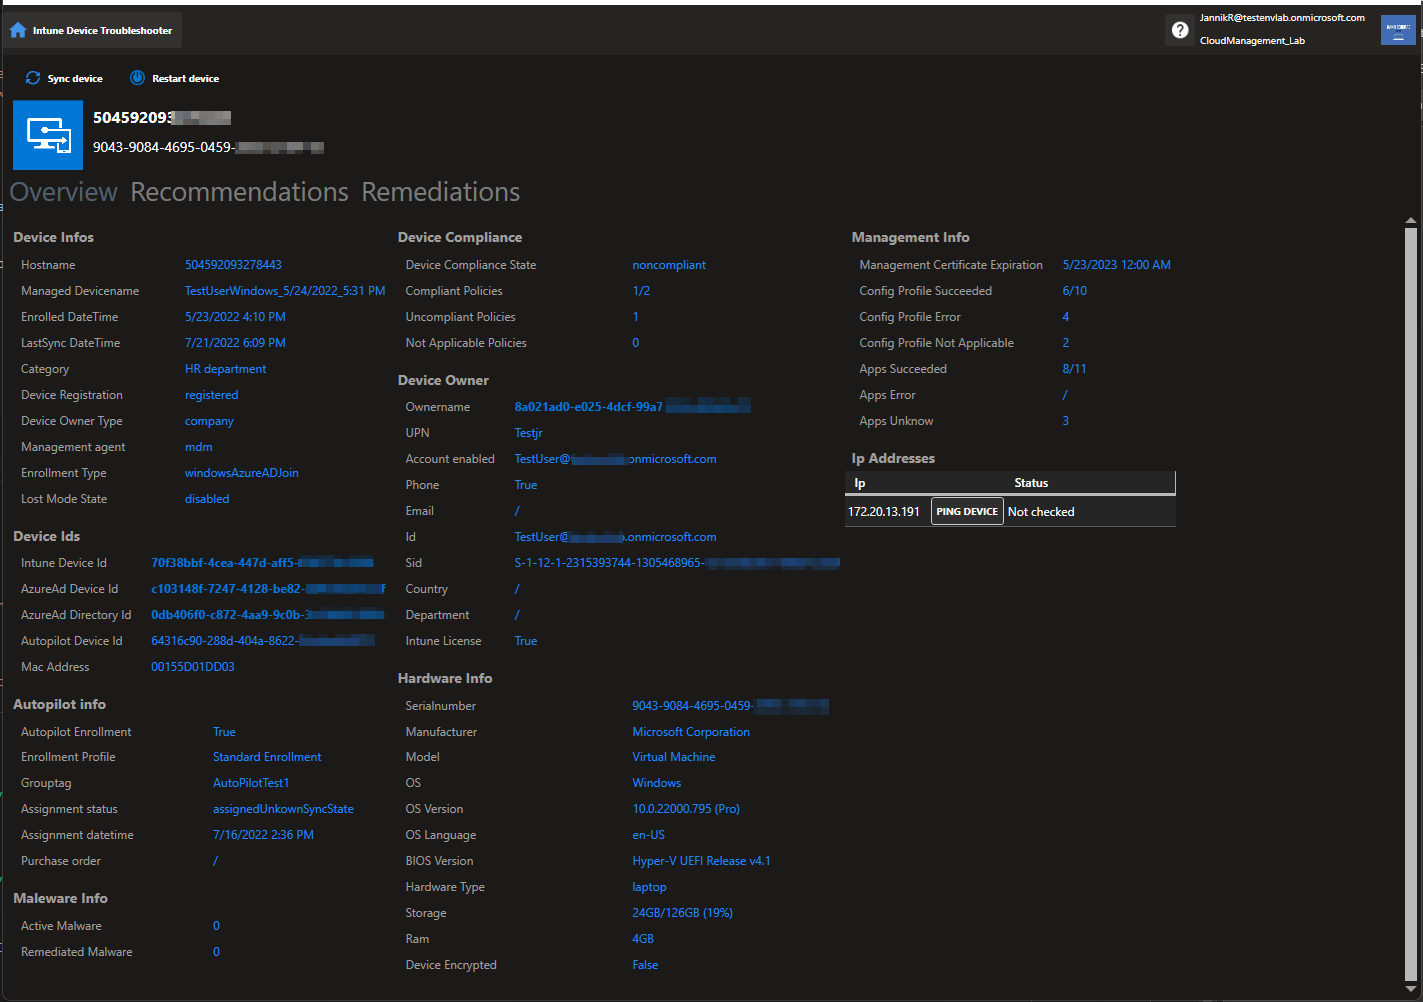 Intune Device Troubleshooter
JannikR@testenvlab.onmicrosoft.com
CloudManagement_Lab
Sync device
Restart device
504592093
9043-9084-4695-0459-
Overview Recommendations Remediations
Device Infos
Hostname 504592093278443
Managed Devicename TestUserWindows_5/24/2022_5:31 PM
Enrolled DateTime 5/23/2022 4:10 PM
LastSync DateTime 7/21/2022 6:09 PM
Category HR department
Device Registration registered
Device Owner Type company
Management agent mdm
Enrollment Type windowsAzureADJoin
Lost Mode State disabled
Device Ids
Intune Device Id 70f38bbf-4cea-447d-aff5-
AzureAd Device Id c103148f-7247-4128-be82-
AzureAd Directory Id 0db406f0-c872-4aa9-9c0b-
Autopilot Device Id 64316c90-288d-404a-8622-
Mac Address 00155D01DD03
Autopilot info
Autopilot Enrollment True
Enrollment Profile Standard Enrollment
Grouptag AutoPilotTest1
Assignment status assignedUnkownSyncState
Assignment datetime 7/16/2022 2:36 PM
Purchase order /
Maleware Info
Active Malware 0
Remediated Malware 0
Device Compliance
Device Compliance State noncompliant
Compliant Policies 1/2
Uncompliant Policies 1
Not Applicable Policies 0
Device Owner
Ownername 8a021ad0-e025-4dcf-99a7
UPN Testjr
Account enabled TestUser@ onmicrosoft.com
Phone True
Email /
Id TestUser@ .onmicrosoft.com
Sid S-1-12-1-2315393744-1305468965-
Country /
Department /
Intune License True
Hardware Info
Serialnumber 9043-9084-4695-0459-
Manufacturer Microsoft Corporation
Model Virtual Machine
OS Windows
OS Version 10.0.22000.795 (Pro)
OS Language en-US
BIOS Version Hyper-V UEFI Release v4.1
Hardware Type laptop
Storage 24GB/126GB (19%)
Ram 4GB
Device Encrypted False
Management Info
Management Certificate Expiration 5/23/2023 12:00 AM
Config Profile Succeeded 6/10
Config Profile Error 4
Config Profile Not Applicable 2
Apps Succeeded 8/11
Apps Error /
Apps Unknow 3
Ip Addresses
Ip Status
172.20.13.191 PING DEVICE Not checked